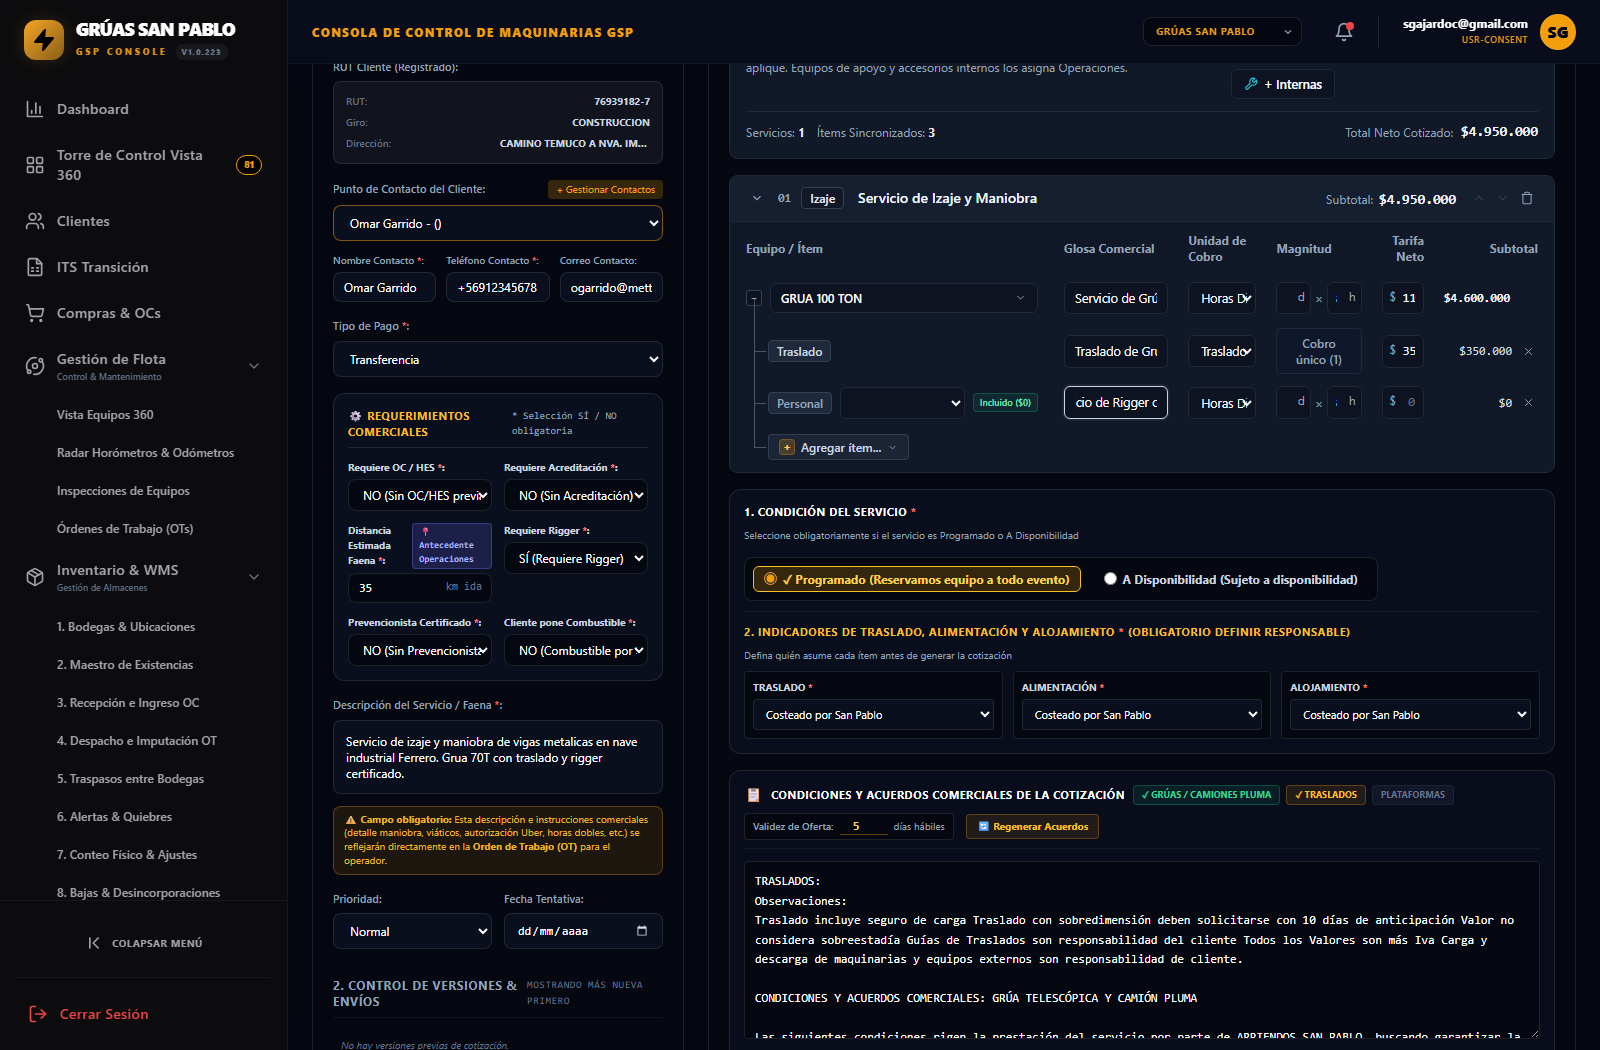 GRÚAS SAN PABLO
GSP CONSOLE V1.0.223
Dashboard
Torre de Control Vista 360
81
Clientes
ITS Transición
Compras & OCs
Gestión de Flota
Control & Mantenimiento
Vista Equipos 360
Radar Horómetros & Odómetros
Inspecciones de Equipos
Órdenes de Trabajo (OTs)
Inventario & WMS
Gestión de Almacenes
1. Bodegas & Ubicaciones
2. Maestro de Existencias
3. Recepción e Ingreso OC
4. Despacho e Imputación OT
5. Traspasos entre Bodegas
6. Alertas & Quiebres
7. Conteo Físico & Ajustes
8. Bajas & Desincorporaciones
COLAPSAR MENÚ
Cerrar Sesión
CONSOLA DE CONTROL DE MAQUINARIAS GSP
GRÚAS SAN PABLO
sgajardoc@gmail.com
USR-CONSENT
SG
RUT Cliente (Registrado):
RUT: 76939182-7
Giro: CONSTRUCCION
Dirección: CAMINO TEMUCO A NVA. IM...
Punto de Contacto del Cliente:
+ Gestionar Contactos
Omar Garrido - ()
Nombre Contacto *: Teléfono Contacto *: Correo Contacto:
Omar Garrido +56912345678 ogarrido@mett
Tipo de Pago *:
Transferencia
REQUERIMIENTOS COMERCIALES
* Selección SÍ / NO obligatoria
Requiere OC / HES *: Requiere Acreditación *:
NO (Sin OC/HES previ NO (Sin Acreditación)
Distancia Estimada Faena *:
Antecedente Operaciones
35 km ida
Requiere Rigger *:
SÍ (Requiere Rigger)
Prevencionista Certificado *: Cliente pone Combustible *:
NO (Sin Prevencionista NO (Combustible por
Descripción del Servicio / Faena *:
Servicio de izaje y maniobra de vigas metalicas en nave
industrial Ferrero. Grua 70T con traslado y rigger
certificado.
Campo obligatorio: Esta descripción e instrucciones comerciales
(detalle maniobra, viáticos, autorización Uber, horas dobles, etc.) se
reflejarán directamente en la Orden de Trabajo (OT) para el
operador.
Prioridad: Fecha Tentativa:
Normal dd/mm/aaaa
2. CONTROL DE VERSIONES & ENVÍOS
MOSTRANDO MÁS NUEVA PRIMERO
No hay versiones previas de cotización.
aplique. Equipos de apoyo y accesorios internos los asigna Operaciones.
+ Internas
Servicios: 1 Ítems Sincronizados: 3
Total Neto Cotizado: $4.950.000
01 Izaje Servicio de Izaje y Maniobra
Subtotal: $4.950.000
Equipo / Ítem Glosa Comercial Unidad de Cobro Magnitud Tarifa Neto Subtotal
GRUA 100 TON Servicio de Grú Horas Di d × h $ 11 $4.600.000
Traslado Traslado de Gru Traslado Cobro único (1) $ 35 $350.000 ×
Personal Incluido ($0) cio de Rigger c Horas Di d × h $ 0 $0 ×
+ Agregar ítem...
1. CONDICIÓN DEL SERVICIO *
Seleccione obligatoriamente si el servicio es Programado o A Disponibilidad
✓ Programado (Reservamos equipo a todo evento)
A Disponibilidad (Sujeto a disponibilidad)
2. INDICADORES DE TRASLADO, ALIMENTACIÓN Y ALOJAMIENTO * (OBLIGATORIO DEFINIR RESPONSABLE)
Defina quién asume cada ítem antes de generar la cotización
TRASLADO * ALIMENTACIÓN * ALOJAMIENTO *
Costeado por San Pablo Costeado por San Pablo Costeado por San Pablo
CONDICIONES Y ACUERDOS COMERCIALES DE LA COTIZACIÓN ✓ GRÚAS / CAMIONES PLUMA ✓ TRASLADOS PLATAFORMAS
Validez de Oferta: 5 días hábiles Regenerar Acuerdos
TRASLADOS:
Observaciones:
Traslado incluye seguro de carga Traslado con sobredimensión deben solicitarse con 10 días de anticipación Valor no
considera sobreestadía Guías de Traslados son responsabilidad del cliente Todos los Valores son más Iva Carga y
descarga de maquinarias y equipos externos son responsabilidad de cliente.
CONDICIONES Y ACUERDOS COMERCIALES: GRÚA TELESCÓPICA Y CAMIÓN PLUMA
Las siguientes condiciones rigen la prestación del servicio por parte de ARRIENDOS SAN PABLO, buscando garantizar la